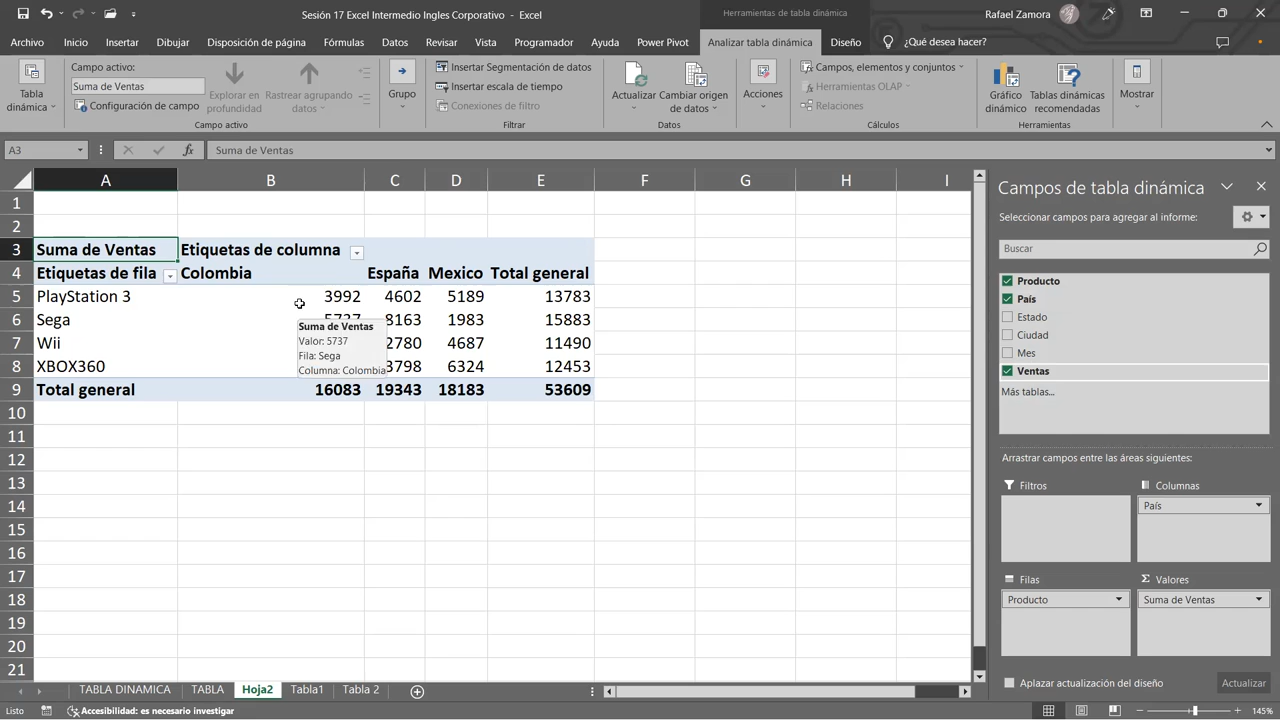 Sesión 17 Excel Intermedio Ingles Corporativo - Excel
Herramientas de tabla dinámica
Rafael Zamora
Archivo Inicio Insertar Dibujar Disposición de página Fórmulas Datos Revisar Vista Programador Ayuda Power Pivot Analizar tabla dinámica Diseño ¿Qué desea hacer?
Tabla dinámica
Campo activo:
Suma de Ventas
Configuración de campo
Explorar en profundidad
Rastrear agrupando datos
Campo activo
Grupo
Insertar Segmentación de datos
Insertar escala de tiempo
Conexiones de filtro
Filtrar
Actualizar
Cambiar origen de datos
Datos
Acciones
Campos, elementos y conjuntos
Herramientas OLAP
Relaciones
Cálculos
Gráfico dinámico
Tablas dinámicas recomendadas
Herramientas
Mostrar
A3 fx Suma de Ventas
A B C D E F G H I
1
2
3 Suma de Ventas Etiquetas de columna
4 Etiquetas de fila Colombia España Mexico Total general
5 PlayStation 3 3992 4602 5189 13783
6 Sega 5737 8163 1983 15883
7 Wii 2780 4687 11490
8 XBOX360 3798 6324 12453
9 Total general 16083 19343 18183 53609
10
11
12
13
14
15
16
17
18
19
20
21
Suma de Ventas
Valor: 5737
Fila: Sega
Columna: Colombia
Campos de tabla dinámica
Seleccionar campos para agregar al informe:
Buscar
Producto
País
Estado
Ciudad
Mes
Ventas
Más tablas...
Arrastrar campos entre las áreas siguientes:
Filtros
Columnas
País
Filas
Producto
Σ Valores
Suma de Ventas
Aplazar actualización del diseño
Actualizar
TABLA DINAMICA TABLA Hoja2 Tabla1 Tabla 2
Listo
Accesibilidad: es necesario investigar
145%